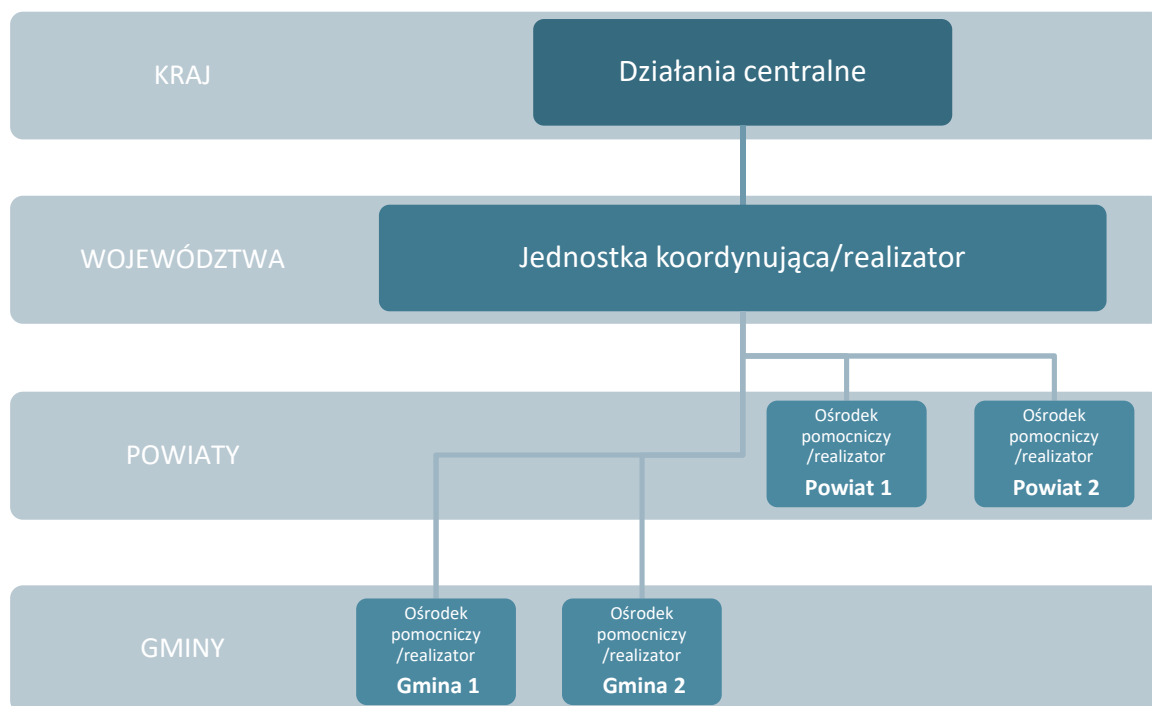 KRAJ
Działania centralne
WOJEWÓDZTWA
Jednostka koordynująca/realizator
POWIATY
Ośrodek
pomocniczy
/realizator
Powiat 1
Ośrodek
pomocniczy
/realizator
Powiat 2
GMINY
Ośrodek
pomocniczy
/realizator
Gmina 1
Ośrodek
pomocniczy
/realizator
Gmina 2